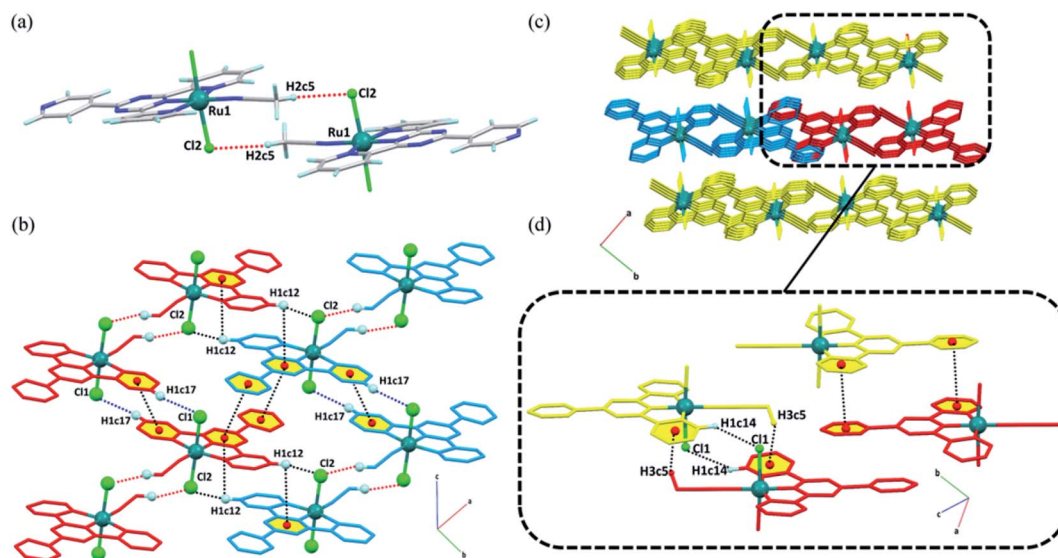 (a)
H2c5
Cl2
Ru1
Ru1
Cl2
H2c5
(b)
H1c12
Cl2
Cl2
H1c12
H1c17
Cl1
H1c17
Cl1
H1c17
H1c12
Cl2
Cl2
H1c12
c
a
b
(c)
a
b
(d)
H1c14
H3c5
Cl1
Cl1
H3c5
H1c14
b
c
a